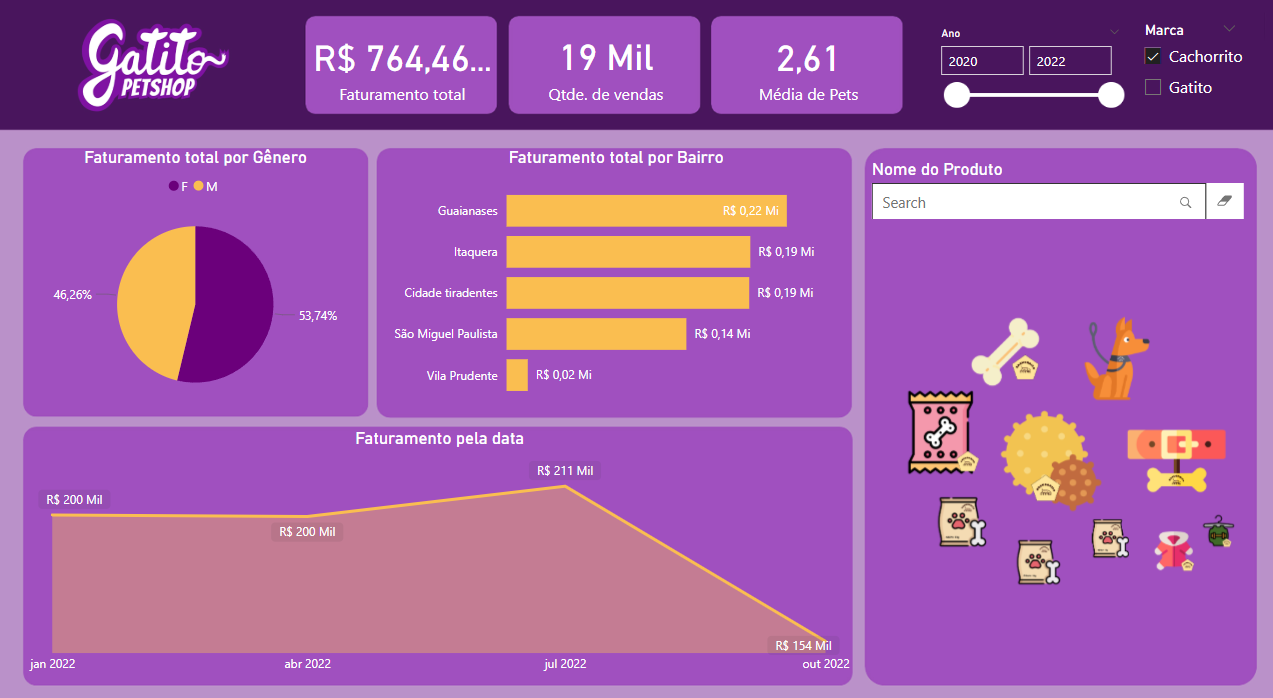 Gatito
PETSHOP
R$ 764,46...
Faturamento total
19 Mil
Qtde. de vendas
2,61
Média de Pets
Ano
2020
2022
Marca
Cachorrito
Gatito
Faturamento total por Gênero
F M
46,26%
53,74%
Faturamento total por Bairro
Guaianases R$ 0,22 Mi
Itaquera R$ 0,19 Mi
Cidade tiradentes R$ 0,19 Mi
São Miguel Paulista R$ 0,14 Mi
Vila Prudente R$ 0,02 Mi
Nome do Produto
Search
Faturamento pela data
R$ 200 Mil
R$ 200 Mil
R$ 211 Mil
R$ 154 Mil
jan 2022 abr 2022 jul 2022 out 2022